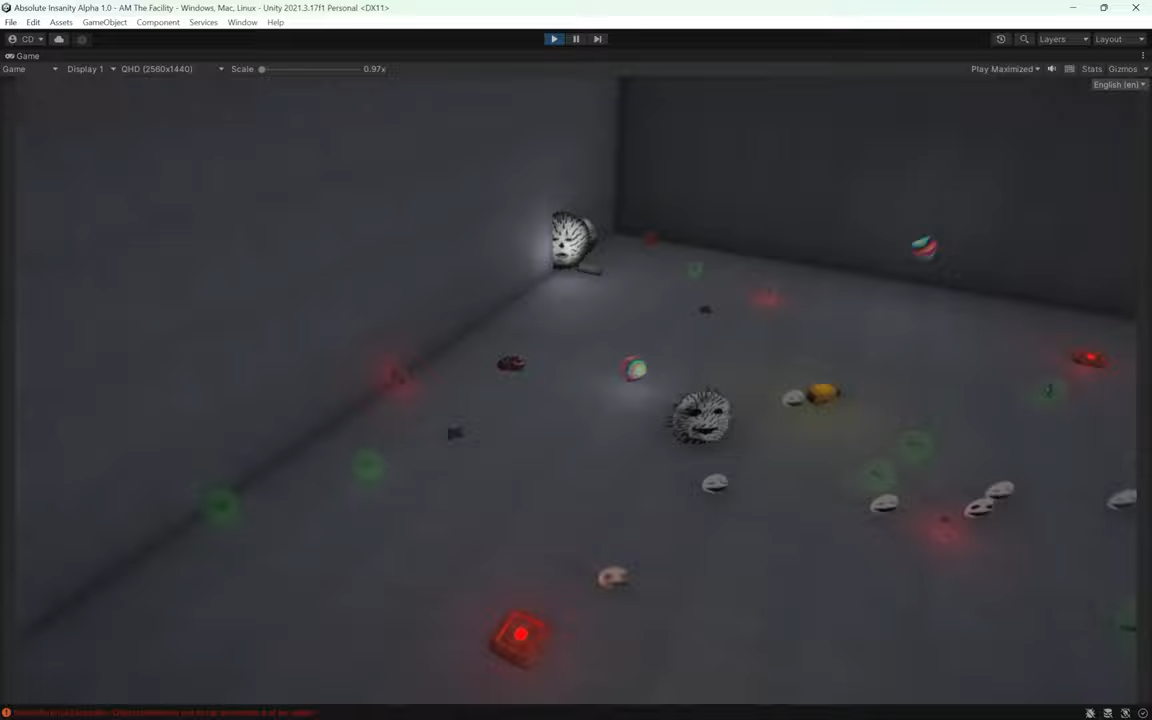 Absolute Insanity Alpha 1.0 - AM The Facility - Windows, Mac, Linux - Unity 2021.3.17f1 Personal <DX11>
File Edit Assets GameObject Component Services Window Help
CD Layers Layout
Game
Game Display 1 QHD (2560x1440) Scale 0.97x Play Maximized Stats Gizmos
English (en)